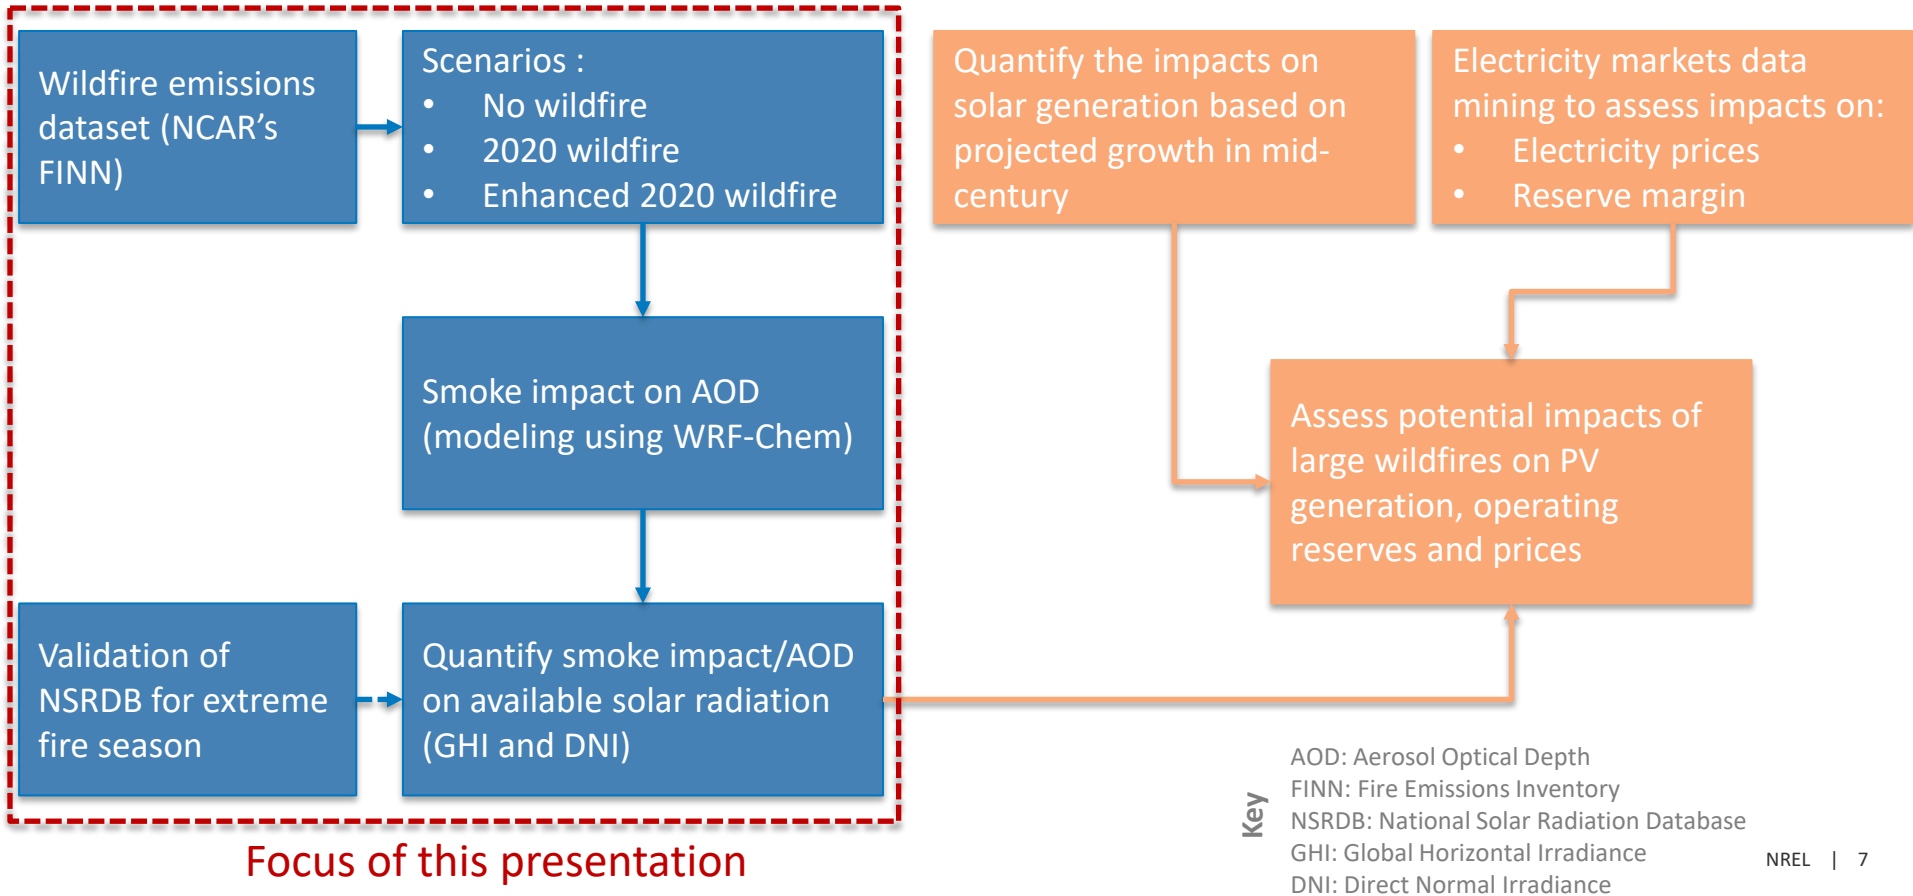 Wildfire emissions
dataset (NCAR's
FINN)
Scenarios :
• No wildfire
• 2020 wildfire
• Enhanced 2020 wildfire
Quantify the impacts on
solar generation based on
projected growth in mid-
century
Electricity markets data
mining to assess impacts on:
• Electricity prices
• Reserve margin
Smoke impact on AOD
(modeling using WRF-Chem)
Assess potential impacts of
large wildfires on PV
generation, operating
reserves and prices
Validation of
NSRDB for extreme
fire season
Quantify smoke impact/AOD
on available solar radiation
(GHI and DNI)
Focus of this presentation
Key
AOD: Aerosol Optical Depth
FINN: Fire Emissions Inventory
NSRDB: National Solar Radiation Database
GHI: Global Horizontal Irradiance
DNI: Direct Normal Irradiance
NREL | 7